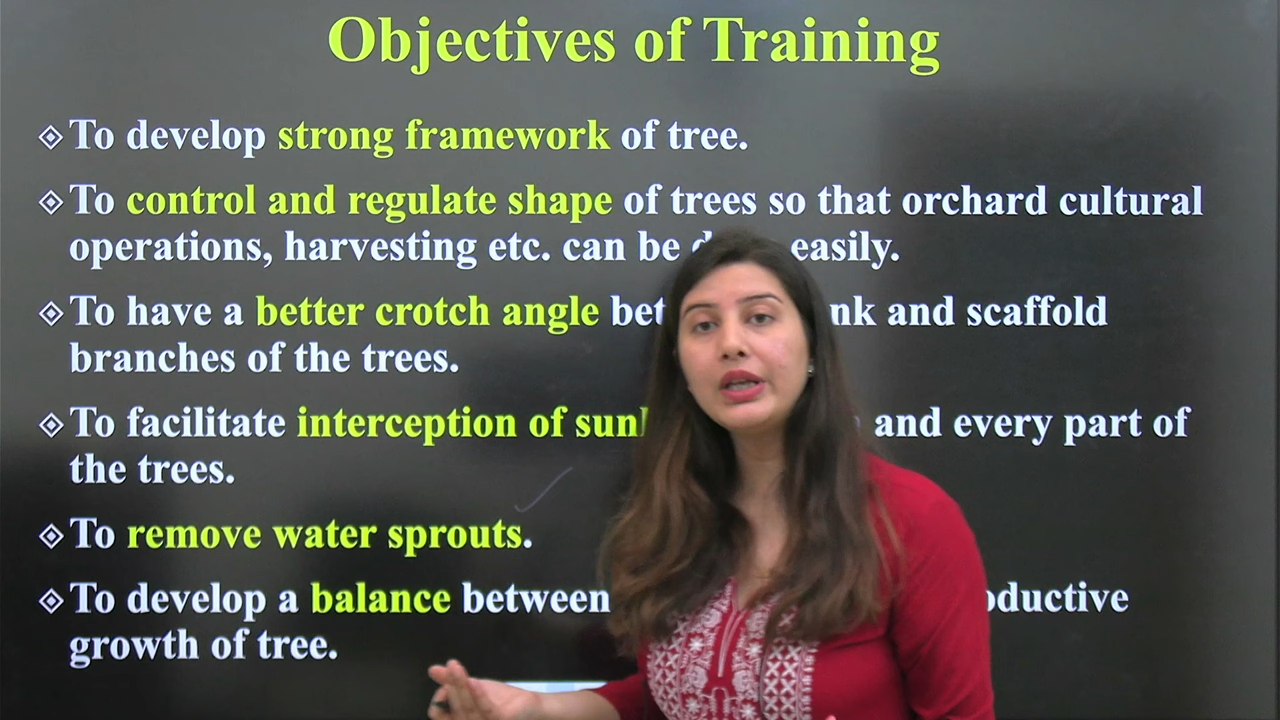 Objectives of Training
To develop strong framework of tree.
To control and regulate shape of trees so that orchard cultural
operations, harvesting etc. can be easily.
To have a better crotch angle and scaffold
branches of the trees.
To facilitate interception of and every part of
the trees.
To remove water sprouts.
To develop a balance between
growth of tree.